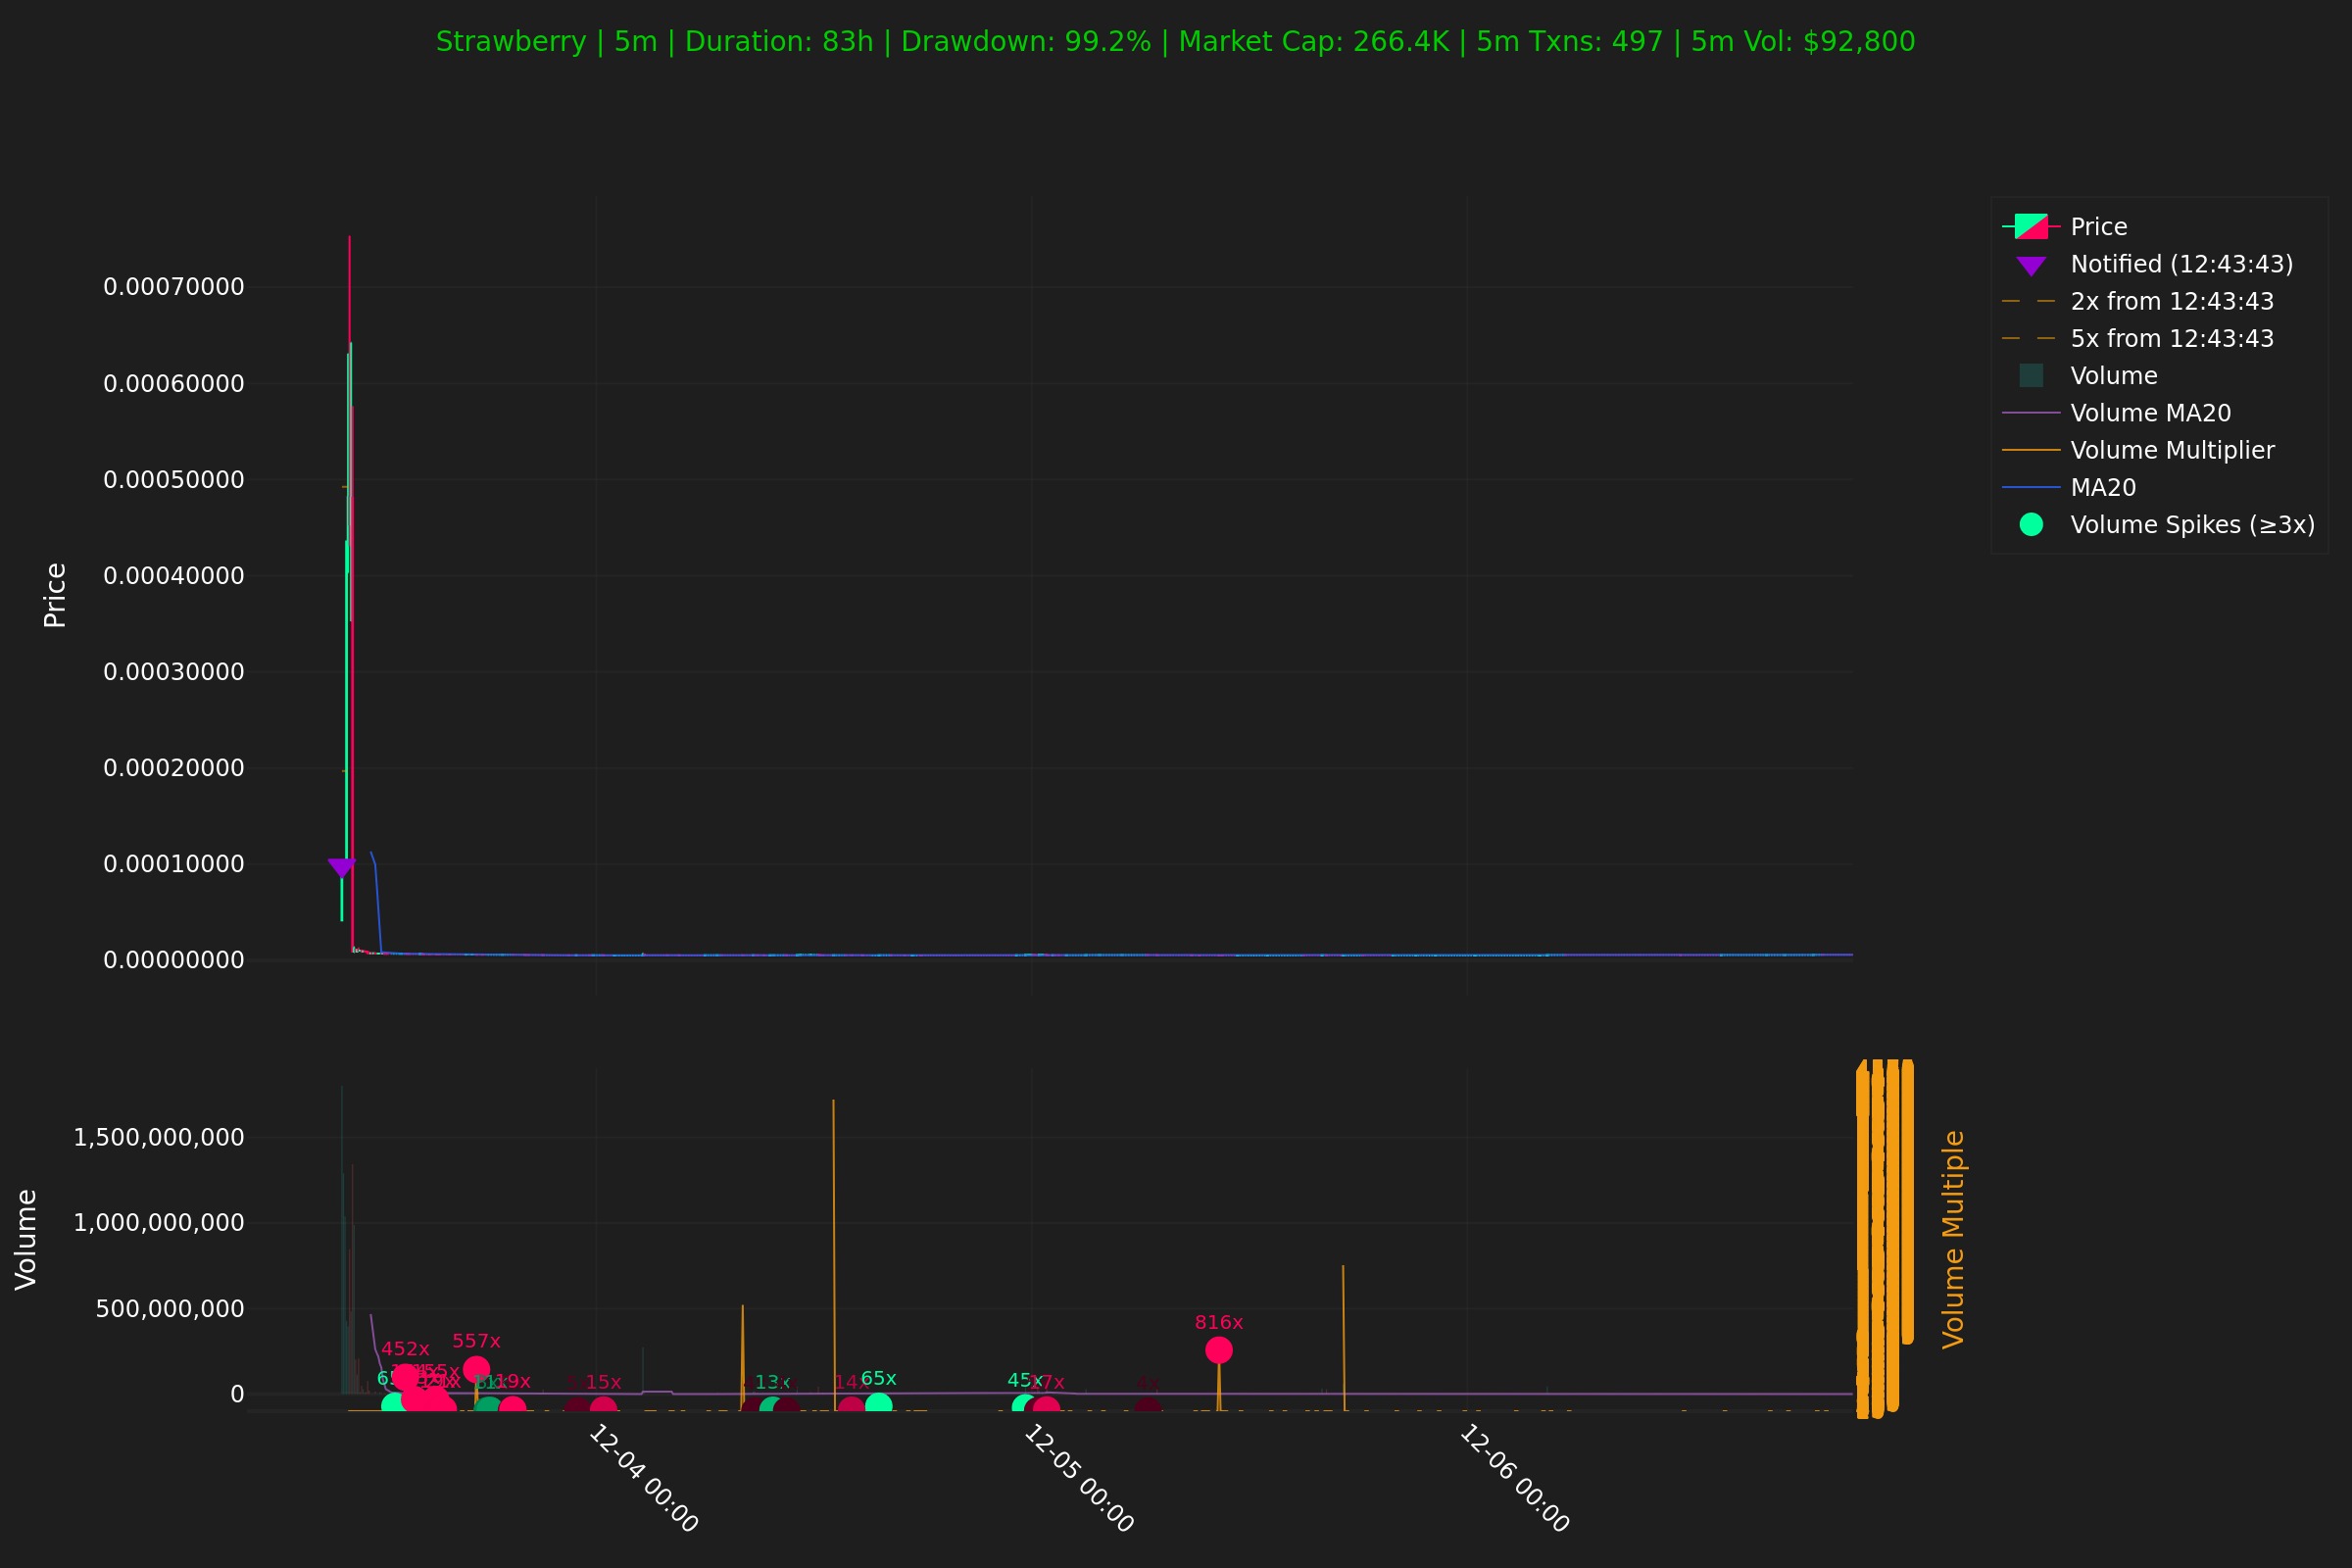 Strawberry | 5m | Duration: 83h | Drawdown: 99.2% | Market Cap: 266.4K | 5m Txns: 497 | 5m Vol: $92,800
Price
Notified (12:43:43)
2x from 12:43:43
5x from 12:43:43
Volume
Volume MA20
Volume Multiplier
MA20
Volume Spikes (≥3x)
Price
0.00070000
0.00060000
0.00050000
0.00040000
0.00030000
0.00020000
0.00010000
0.00000000
Volume
1,500,000,000
1,000,000,000
500,000,000
0
452x
557x
19x
15x
13x
14x
65x
45x
816x
Volume Multiple
12-04 00:00
12-05 00:00
12-06 00:00